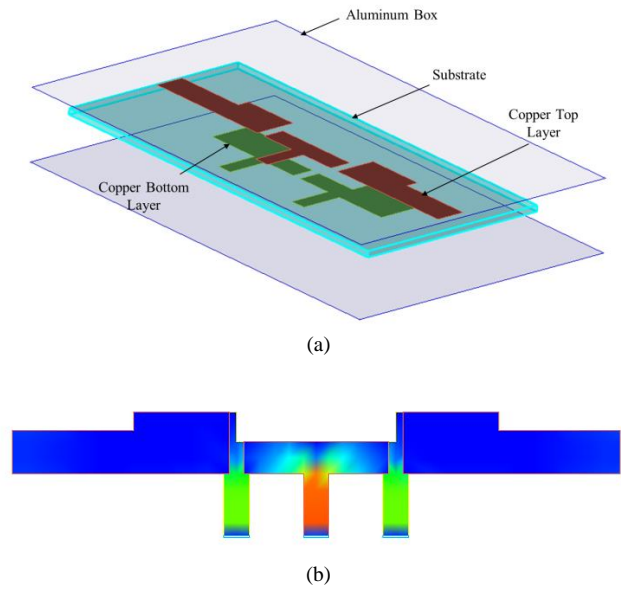 Aluminum Box
Substrate
Copper Top
Layer
Copper Bottom
Layer
(a)
(b)